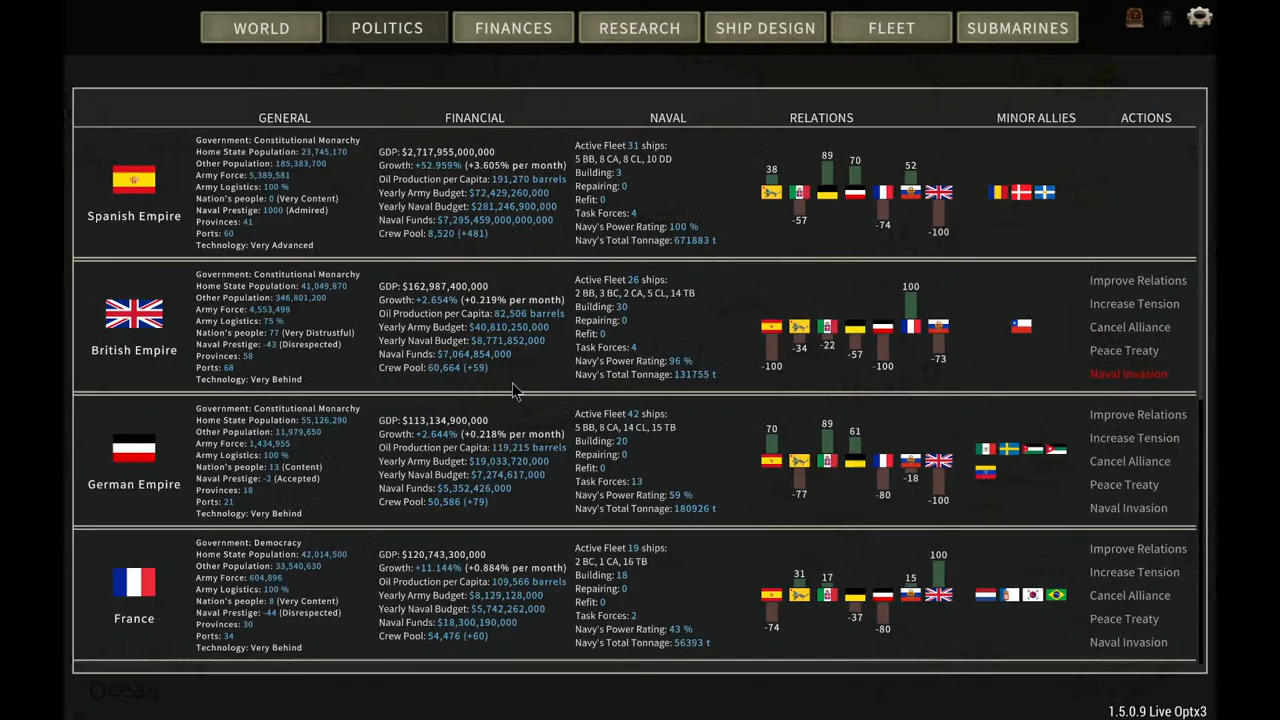 WORLD
POLITICS
FINANCES
RESEARCH
SHIP DESIGN
FLEET
SUBMARINES
GENERAL
FINANCIAL
NAVAL
RELATIONS
MINOR ALLIES
ACTIONS
Spanish Empire
Government: Constitutional Monarchy
Home State Population: 23,745,170
Other Population: 185,383,700
Army Force: 5,389,581
Army Logistics: 100 %
Nation's people: 0 (Very Content)
Naval Prestige: 1000 (Admired)
Provinces: 41
Ports: 60
Technology: Very Advanced
GDP: $2,717,955,000,000
Growth: +52.959% (+3.605% per month)
Oil Production per Capita: 191,270 barrels
Yearly Army Budget: $72,429,260,000
Yearly Naval Budget: $281,246,900,000
Naval Funds: $7,295,459,000,000,000
Crew Pool: 8,520 (+481)
Active Fleet 31 ships:
5 BB, 8 CA, 8 CL, 10 DD
Building: 3
Repairing: 0
Refit: 0
Task Forces: 4
Navy's Power Rating: 100 %
Navy's Total Tonnage: 671883 t
38
-57
89
70
-74
52
-100
British Empire
Government: Constitutional Monarchy
Home State Population: 41,049,870
Other Population: 346,801,200
Army Force: 4,553,498
Army Logistics: 75 %
Nation's people: 77 (Very Distrustful)
Naval Prestige: -43 (Disrespected)
Provinces: 58
Ports: 68
Technology: Very Behind
GDP: $162,987,400,000
Growth: +2.654% (+0.219% per month)
Oil Production per Capita: 82,506 barrels
Yearly Army Budget: $40,810,250,000
Yearly Naval Budget: $8,771,852,000
Naval Funds: $7,064,854,000
Crew Pool: 60,664 (+59)
Active Fleet 26 ships:
2 BB, 3 BC, 2 CA, 5 CL, 14 TB
Building: 30
Repairing: 0
Refit: 0
Task Forces: 4
Navy's Power Rating: 96 %
Navy's Total Tonnage: 131755 t
-100
-34
-22
-57
-100
100
-73
Improve Relations
Increase Tension
Cancel Alliance
Peace Treaty
Naval Invasion
German Empire
Government: Constitutional Monarchy
Home State Population: 55,126,290
Other Population: 11,979,650
Army Force: 1,434,955
Army Logistics: 100 %
Nation's people: 13 (Content)
Naval Prestige: -2 (Accepted)
Provinces: 18
Ports: 21
Technology: Very Behind
GDP: $113,134,900,000
Growth: +2.644% (+0.218% per month)
Oil Production per Capita: 119,215 barrels
Yearly Army Budget: $19,033,720,000
Yearly Naval Budget: $7,274,617,000
Naval Funds: $5,352,426,000
Crew Pool: 50,586 (+79)
Active Fleet 42 ships:
5 BB, 8 CA, 14 CL, 15 TB
Building: 20
Repairing: 0
Refit: 0
Task Forces: 13
Navy's Power Rating: 59 %
Navy's Total Tonnage: 180926 t
70
-77
89
61
-80
-18
-100
Improve Relations
Increase Tension
Cancel Alliance
Peace Treaty
Naval Invasion
France
Government: Democracy
Home State Population: 42,014,500
Other Population: 33,540,630
Army Force: 604,896
Army Logistics: 100 %
Nation's people: 8 (Very Content)
Naval Prestige: -44 (Disrespected)
Provinces: 30
Ports: 34
Technology: Very Behind
GDP: $120,743,300,000
Growth: +11.144% (+0.884% per month)
Oil Production per Capita: 109,566 barrels
Yearly Army Budget: $8,129,128,000
Yearly Naval Budget: $5,742,262,000
Naval Funds: $18,300,190,000
Crew Pool: 54,476 (+60)
Active Fleet 19 ships:
2 BC, 1 CA, 16 TB
Building: 18
Repairing: 0
Refit: 0
Task Forces: 2
Navy's Power Rating: 43 %
Navy's Total Tonnage: 56393 t
-74
31
17
-37
-80
15
100
Improve Relations
Increase Tension
Cancel Alliance
Peace Treaty
Naval Invasion
Ocean
1.5.0.9 Live Optx3